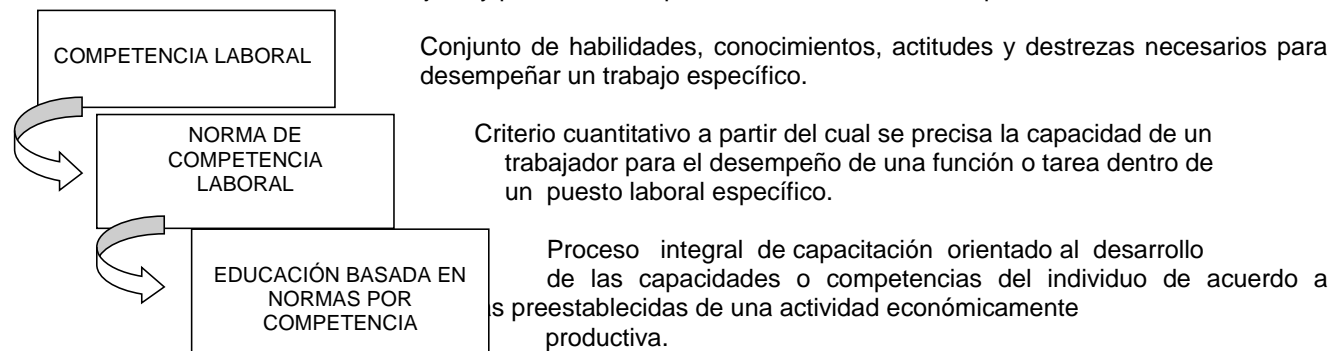 COMPETENCIA LABORAL
Conjunto de habilidades, conocimientos, actitudes y destrezas necesarios para
desempeñar un trabajo específico.
NORMA DE
COMPETENCIA
LABORAL
Criterio cuantitativo a partir del cual se precisa la capacidad de un
trabajador para el desempeño de una función o tarea dentro de
un puesto laboral específico.
EDUCACIÓN BASADA EN
NORMAS POR
COMPETENCIA
Proceso integral de capacitación orientado al desarrollo
de las capacidades o competencias del individuo de acuerdo a
preestablecidas de una actividad económicamente
productiva.